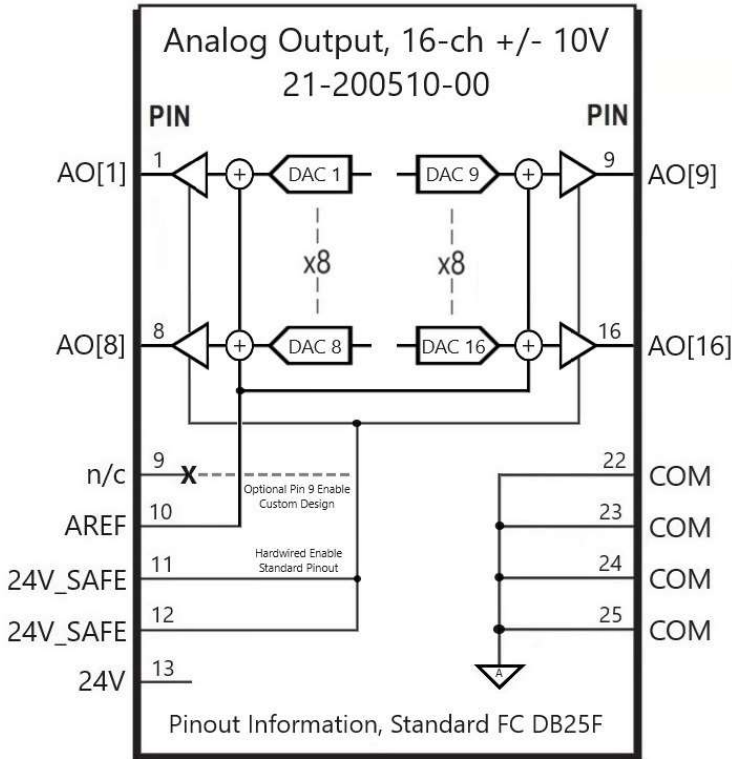 Analog Output, 16-ch +/- 10V
21-200510-00
PIN PIN
AO[1] 1 + DAC 1 DAC 9 + 9 AO[9]
x8 x8
AO[8] 8 + DAC 8 DAC 16 + 16 AO[16]
n/c 9 X
Optional Pin 9 Enable
Custom Design
22 COM
AREF 10
23 COM
24V_SAFE 11
Hardwired Enable
Standard Pinout
24 COM
24V_SAFE 12
25 COM
24V 13
A
Pinout Information, Standard FC DB25F